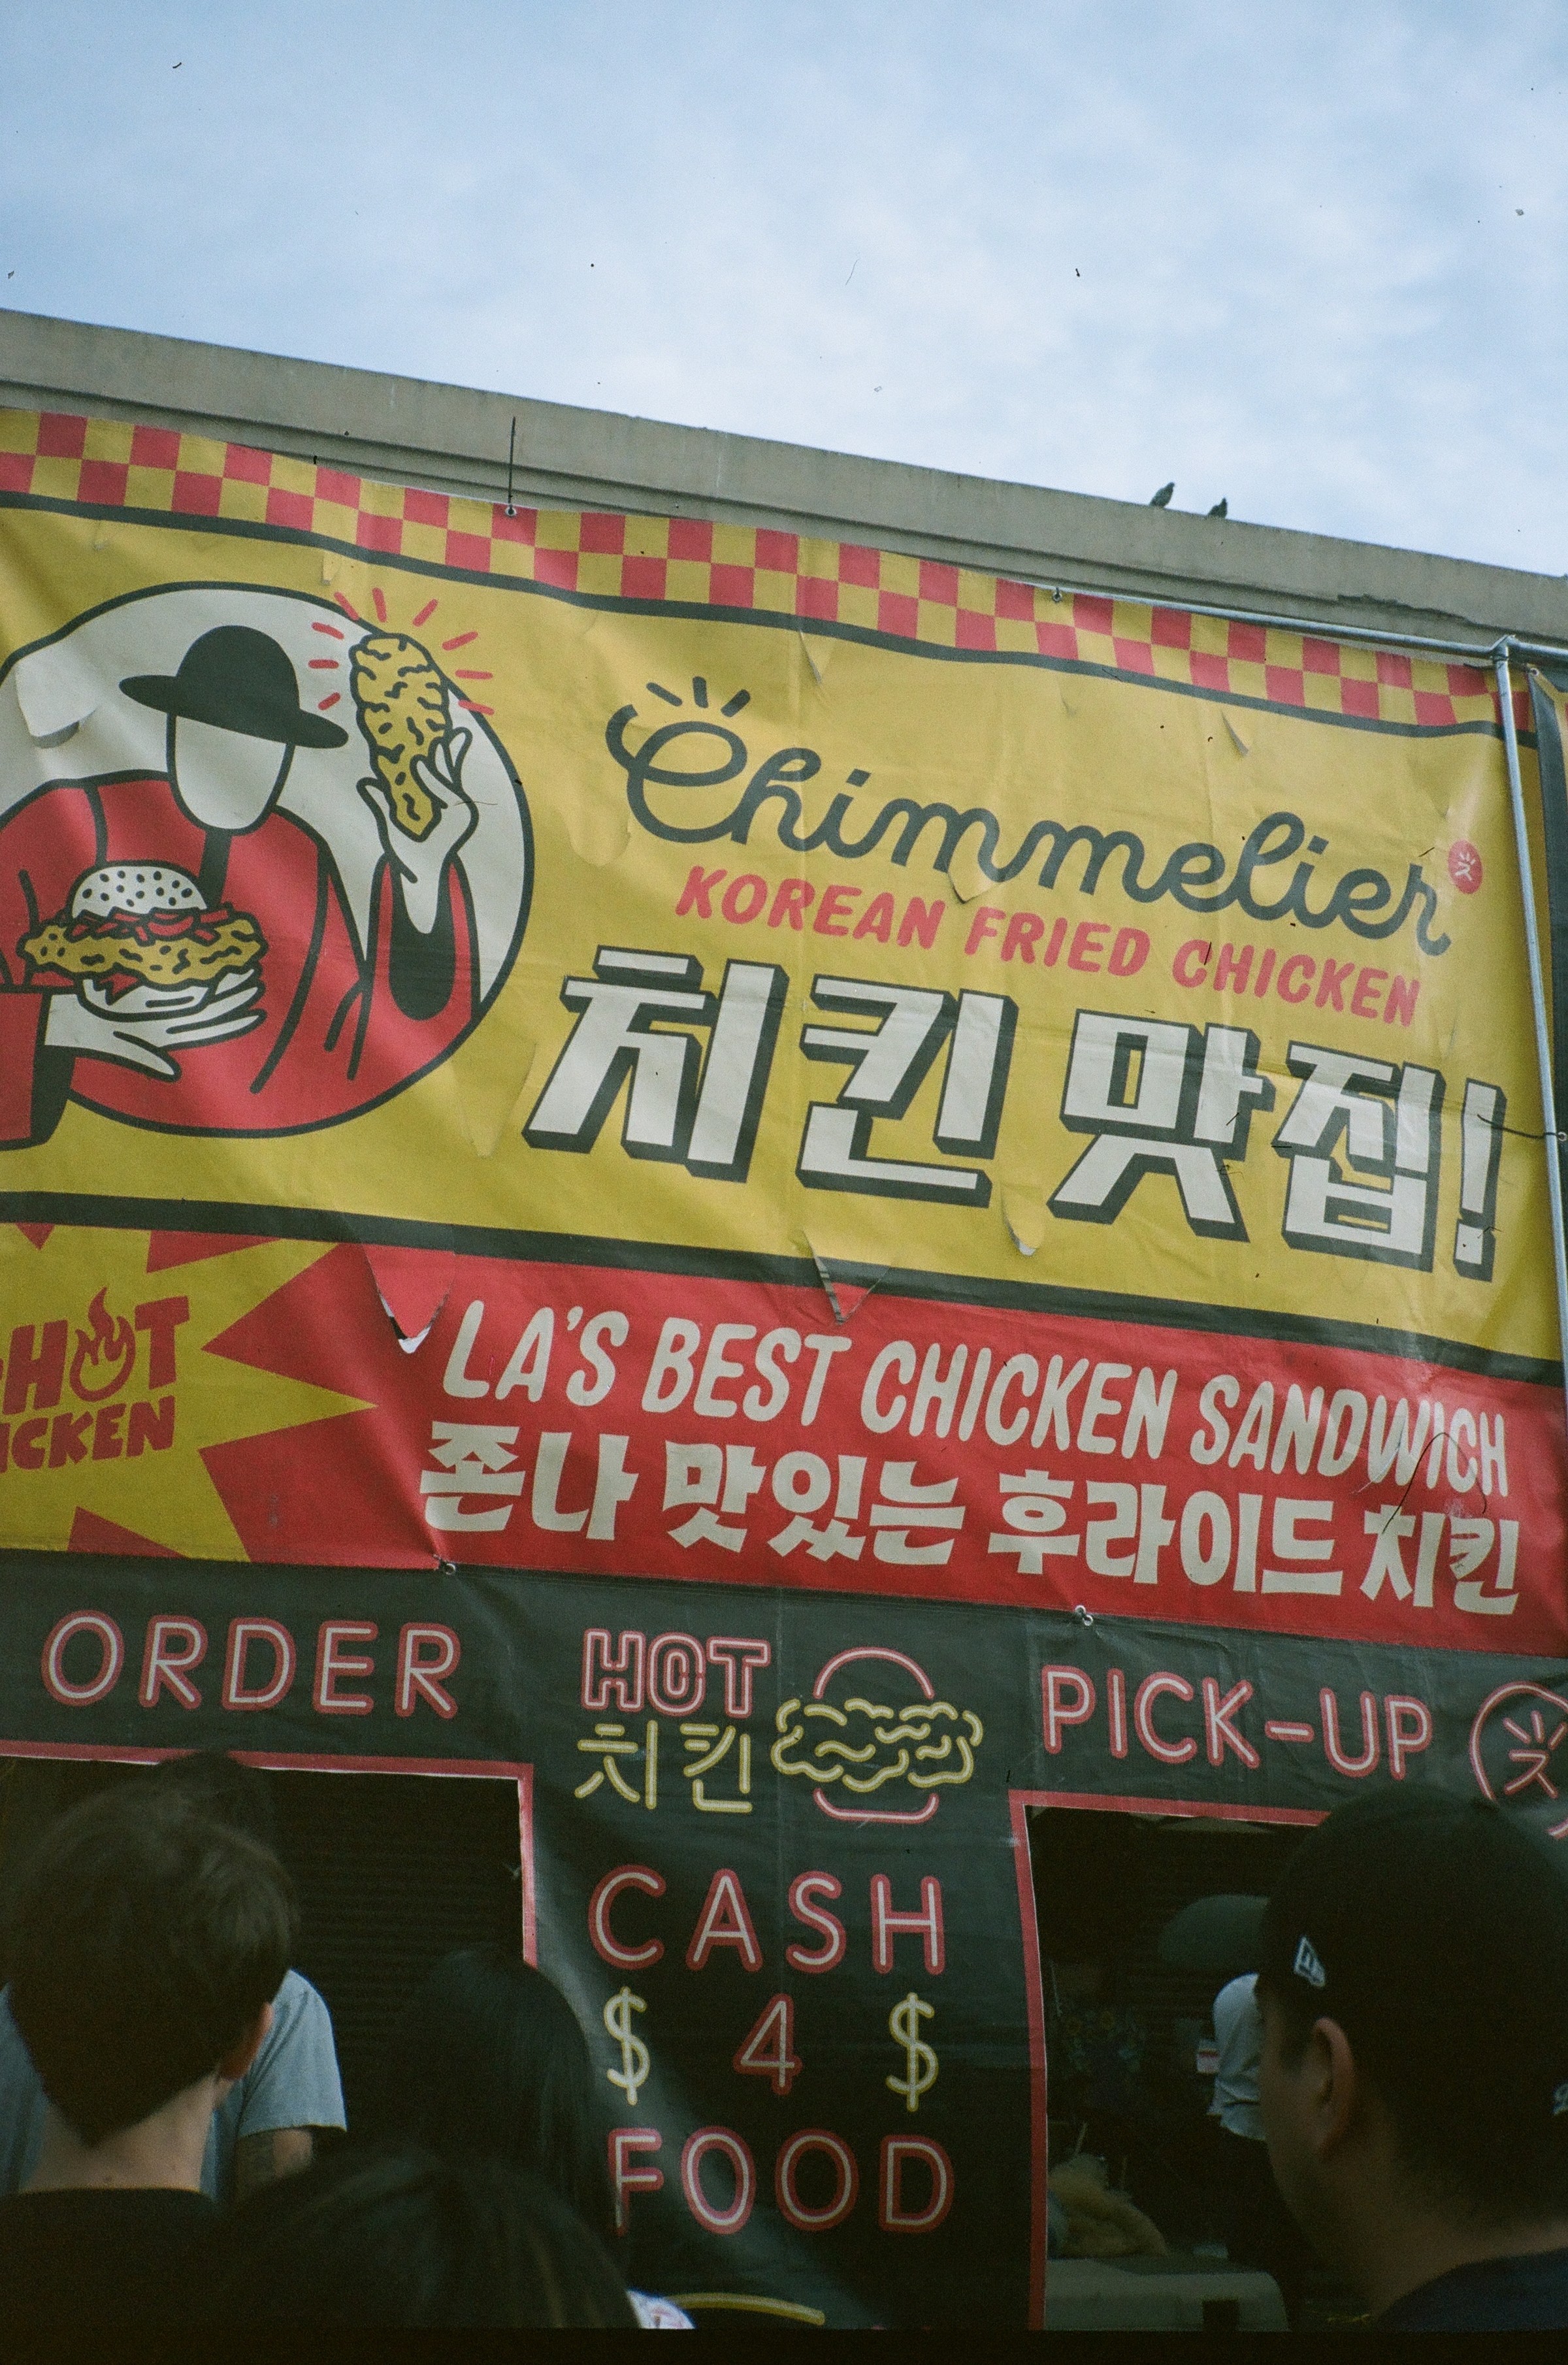 Chimmelier
KOREAN FRIED CHICKEN
치킨 맛집!
HOT
LA'S BEST CHICKEN SANDWICH
존나 맛있는 후라이드 치킨
ORDER
HOT
치킨
PICK-UP
CASH
$ 4 $
FOOD